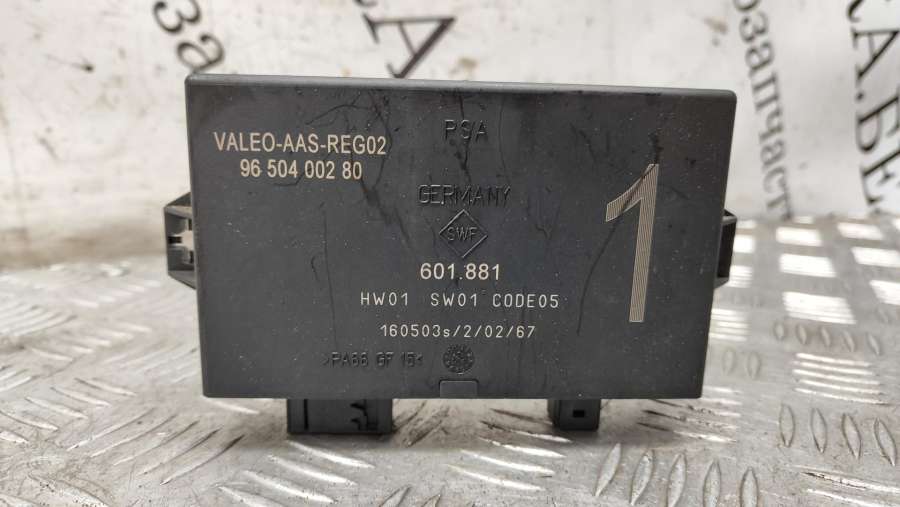 VALEO-AAS-REG02
96 504 002 80
PSA
GERMANY
SWF
1
601.881
HW01 SW01 CODE05
160503s/2/02/67
>PA66 GF 15<